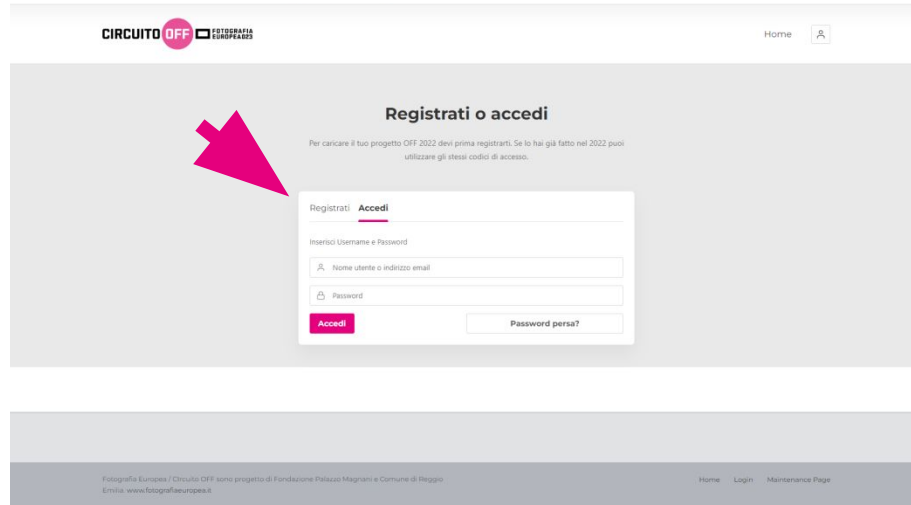 CIRCUITO OFF FOTOGRAFIA
EUROPEA023
Home
Registrati o accedi
Per caricare il tuo progetto OFF 2022 devi prima registrarti. Se lo hai già fatto nel 2022 puoi
utilizzare gli stessi codici di accesso.
Registrati Accedi
Inserisci Username e Password
Nome utente o indirizzo email
Password
Accedi Password persa?
Fotografia Europea / Circuito OFF sono progetto di Fondazione Palazzo Magnani e Comune di Reggio
Emilia www.fotografiaeuropea.it
Home Login Maintenance Page